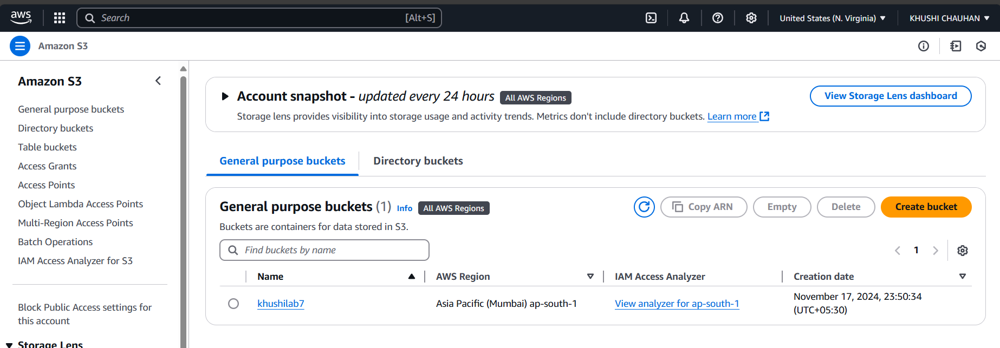 aws
Search [Alt+S]
United States (N. Virginia) KHUSHI CHAUHAN
Amazon S3
Amazon S3
General purpose buckets
Directory buckets
Table buckets
Access Grants
Access Points
Object Lambda Access Points
Multi-Region Access Points
Batch Operations
IAM Access Analyzer for S3
Block Public Access settings for
this account
Storage Lens
Account snapshot - updated every 24 hours All AWS Regions
View Storage Lens dashboard
Storage lens provides visibility into storage usage and activity trends. Metrics don't include directory buckets. Learn more
General purpose buckets Directory buckets
General purpose buckets (1) Info All AWS Regions
Copy ARN Empty Delete Create bucket
Buckets are containers for data stored in S3.
Find buckets by name
1
Name AWS Region IAM Access Analyzer Creation date
khushilab7 Asia Pacific (Mumbai) ap-south-1 View analyzer for ap-south-1 November 17, 2024, 23:50:34
(UTC+05:30)